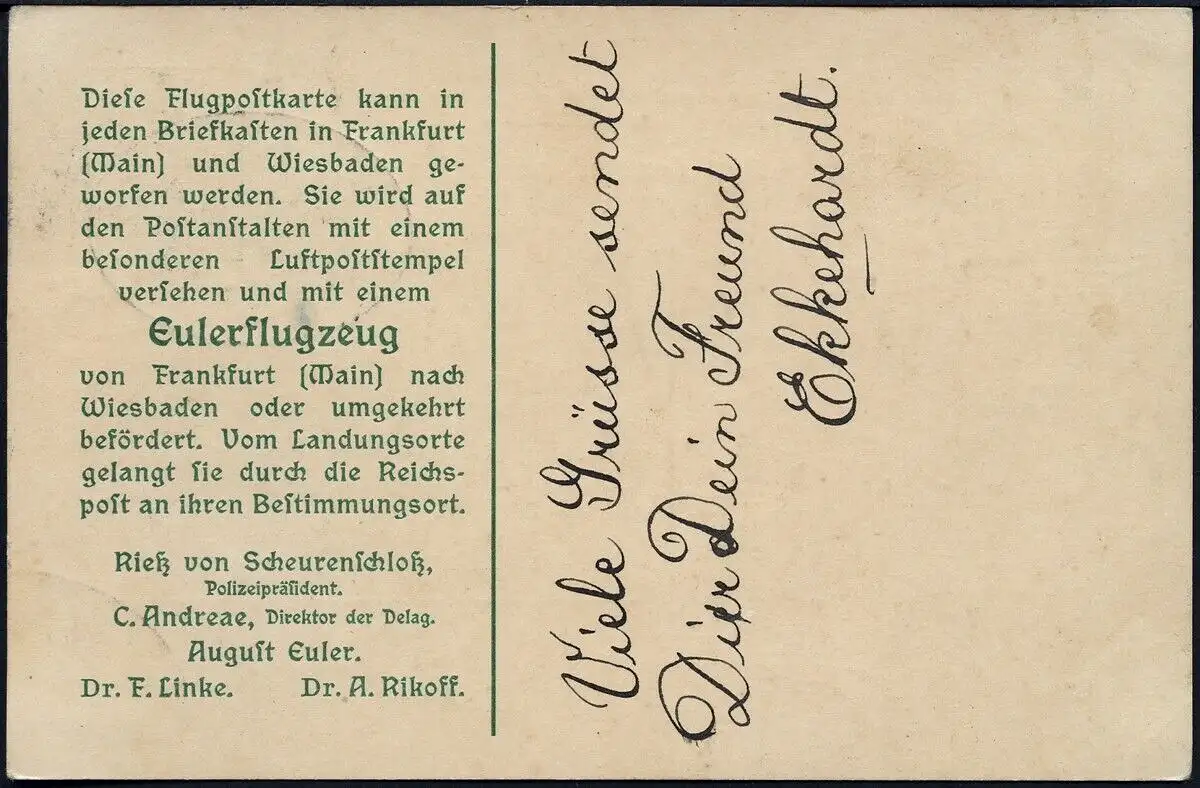 Dieſe Flugpoſtkarte kann in
jeden Briefkaſten in Frankfurt
(Main) und Wiesbaden ge-
worfen werden. Sie wird auf
den Poſtanſtalten mit einem
beſonderen Luftpoſtſtempel
verſehen und mit einem
Eulerflugzeug
von Frankfurt (Main) nach
Wiesbaden oder umgekehrt
befördert. Vom Landungsorte
gelangt ſie durch die Reichs-
poſt an ihren Beſtimmungsort.
Rieß von Scheurenſchloß,
Polizeipräſident.
C. Andreae, Direktor der Delag.
Auguſt Euler.
Dr. F. Linke. Dr. A. Rikoff.
Viele Grüsse sendet
Dir Dein Freund
Ekkehardt.